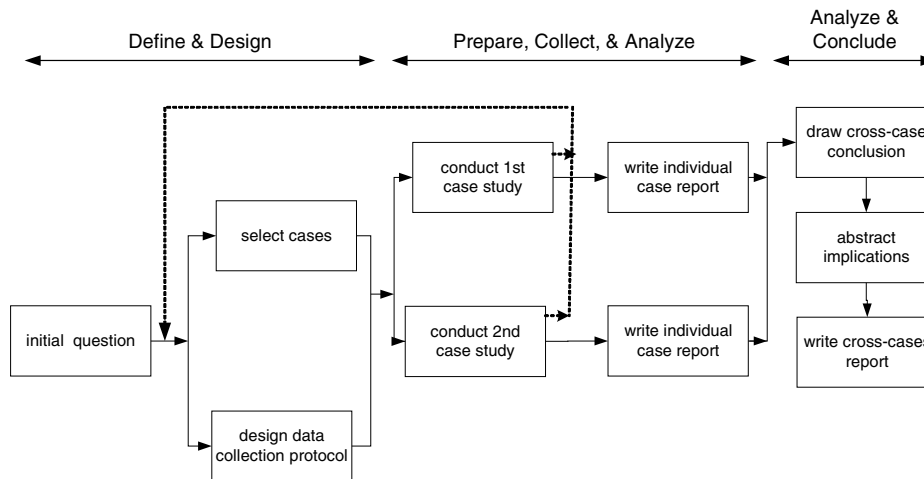 Define & Design
Prepare, Collect, & Analyze
Analyze &
Conclude
initial question
select cases
design data
collection protocol
conduct 1st
case study
conduct 2nd
case study
write individual
case report
write individual
case report
draw cross-case
conclusion
abstract
implications
write cross-cases
report